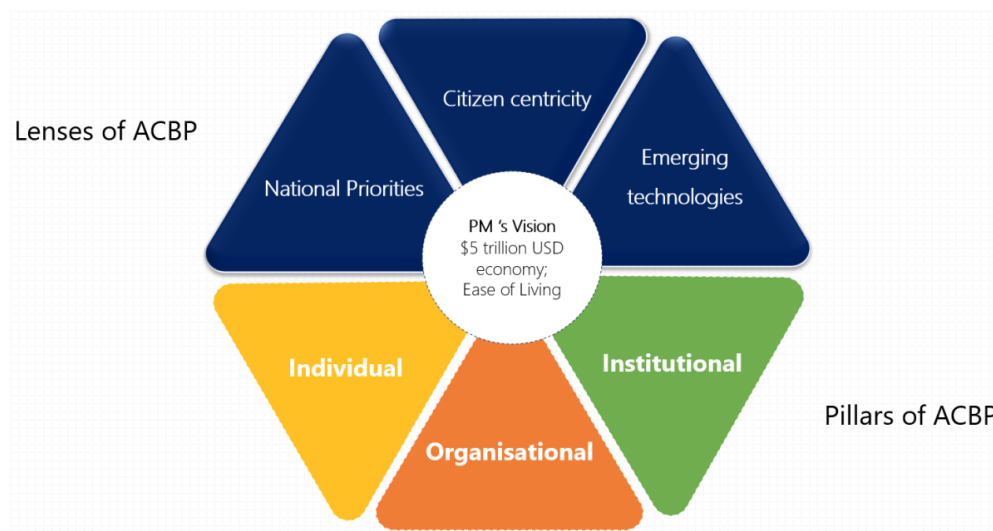 Citizen centricity
Lenses of ACBP
Emerging
technologies
National Priorities
PM 's Vision
$5 trillion USD
economy;
Ease of Living
Individual
Institutional
Pillars of ACBP
Organisational